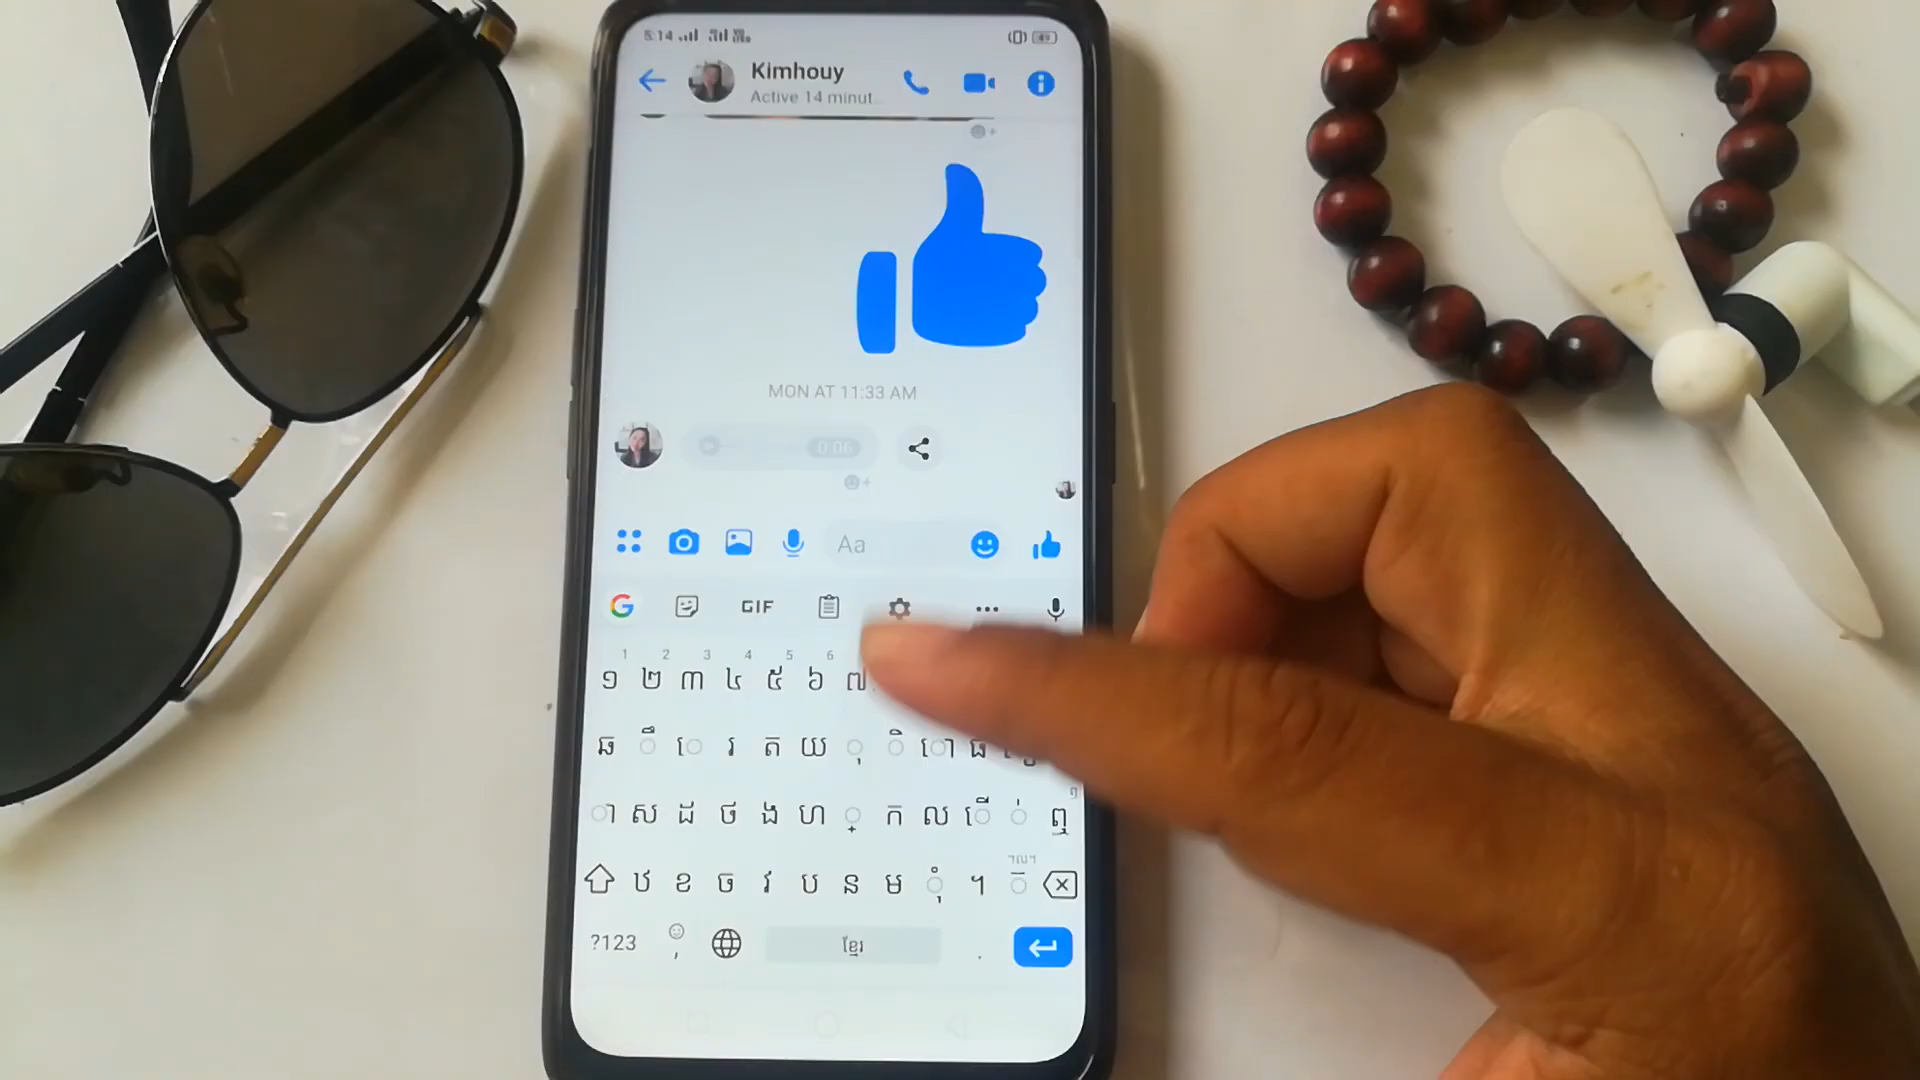 5:14
Kimhouy
Active 14 minut...
MON AT 11:33 AM
0:06
Aa
GIF
1 2 3 4 5 6
១ ២ ៣ ៤ ៥ ៦ ៧
ឆ ឹ េ រ ត យ ុ ិ ោ ផ
ា ស ដ ថ ង ហ ្ ក ល ើ ់ ឮ
ឋ ខ ច វ ប ន ម ុំ ។ ៉
?123 , ខ្មែរ .